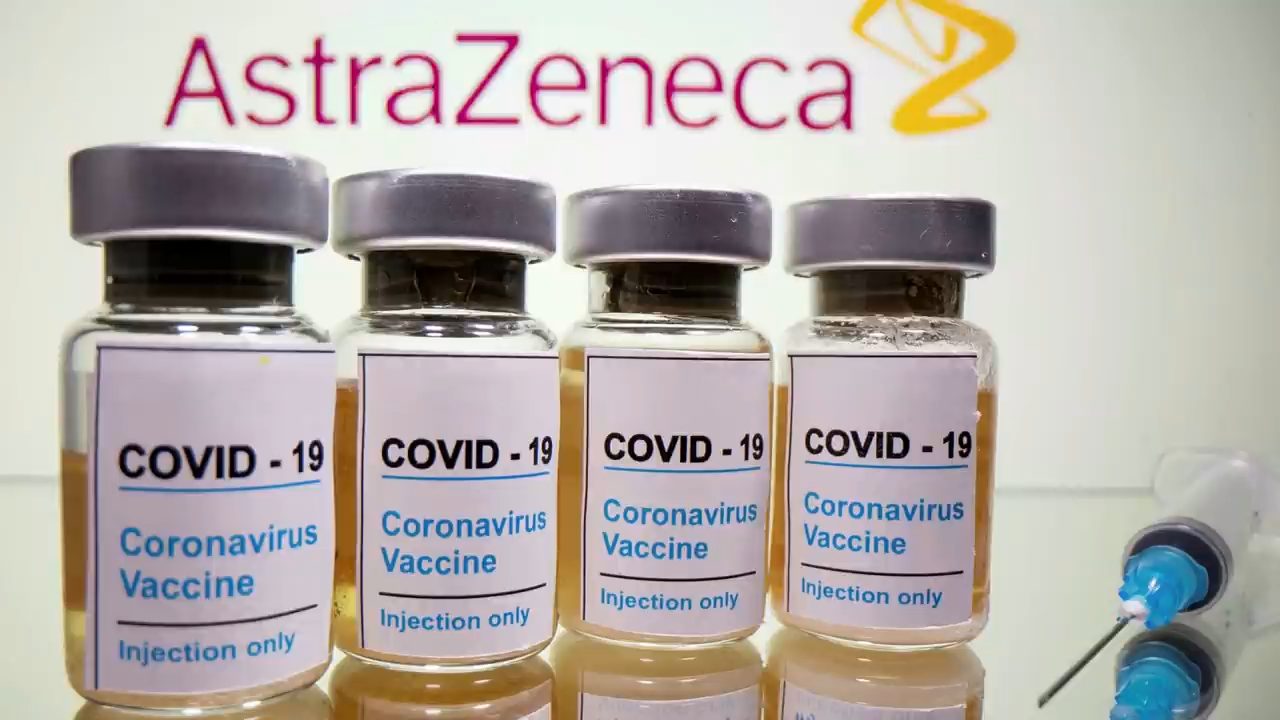 AstraZeneca
COVID - 19
Coronavirus
Vaccine
Injection only
COVID - 19
Coronavirus
Vaccine
Injection only
COVID - 19
Coronavirus
Vaccine
Injection only
COVID - 19
Coronavirus
Vaccine
Injection only